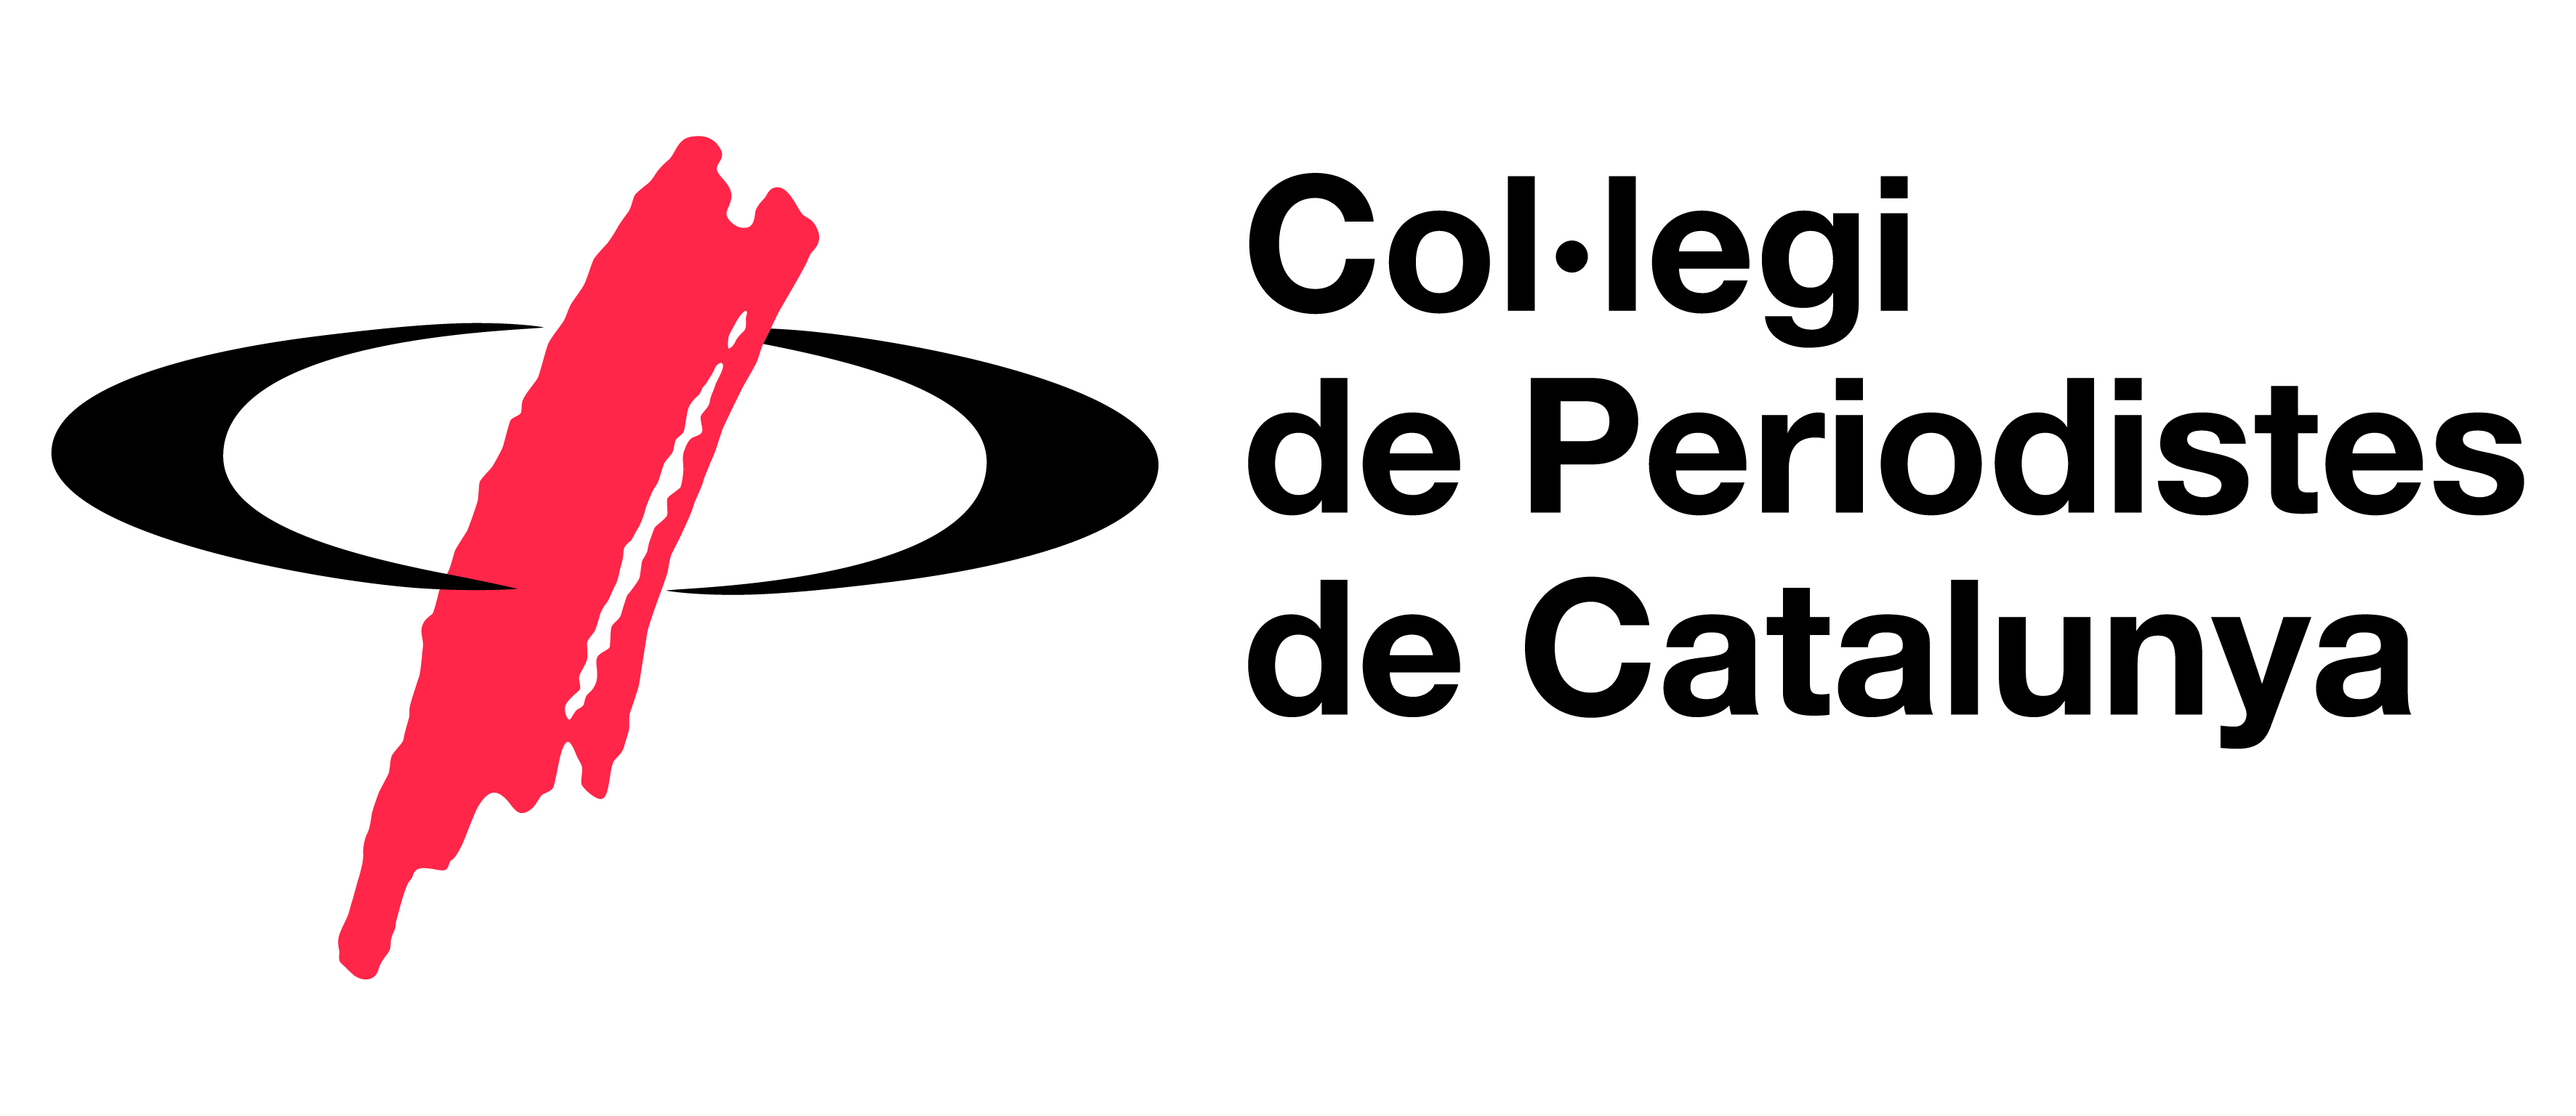 Col·legi
de Periodistes
de Catalunya